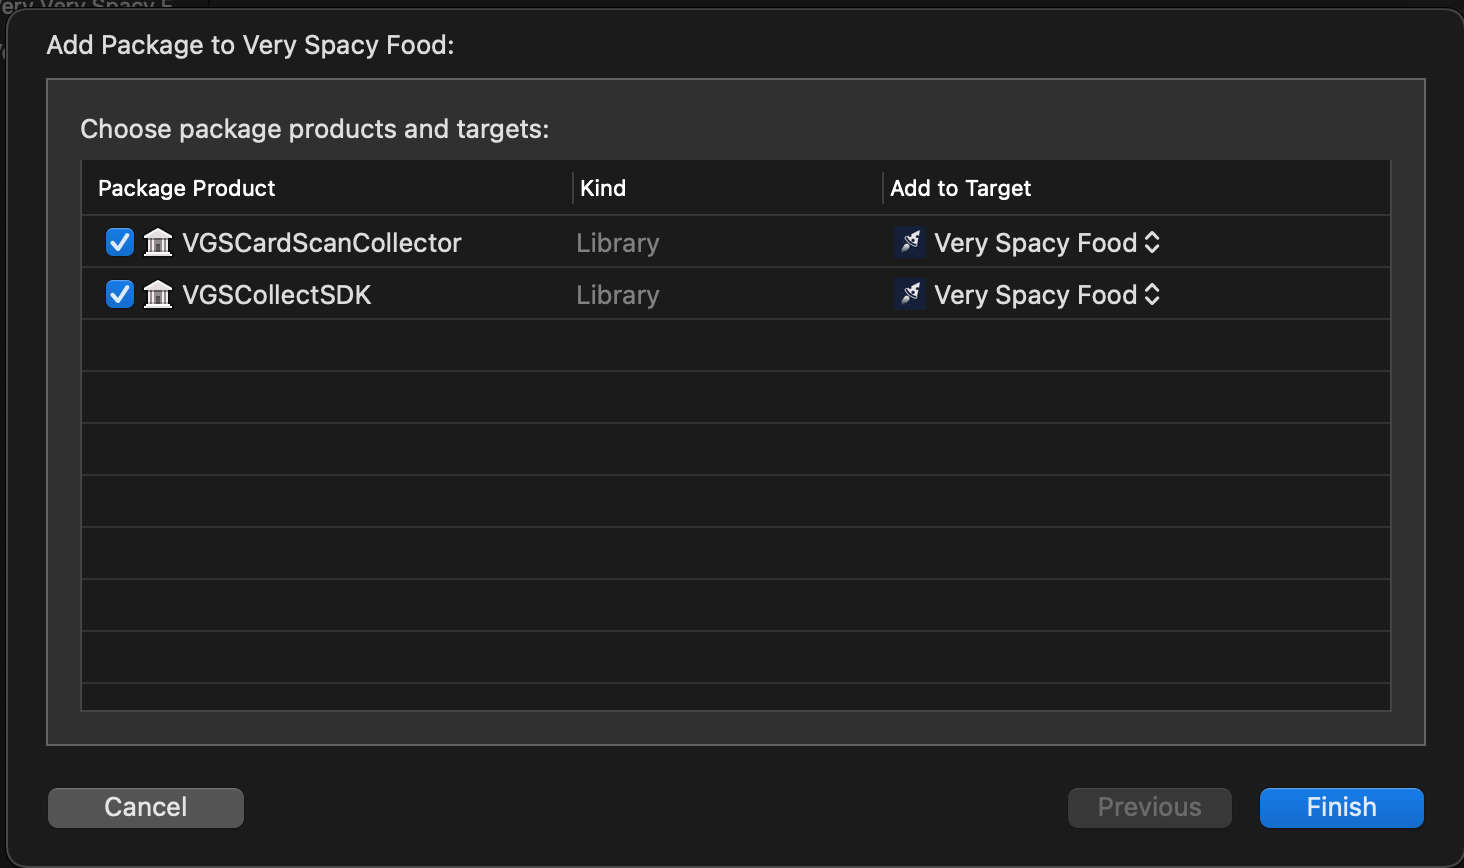 Add Package to Very Spacy Food:
Choose package products and targets:
Package Product Kind Add to Target
VGSCardScanCollector Library Very Spacy Food
VGSCollectSDK Library Very Spacy Food
Cancel Previous Finish